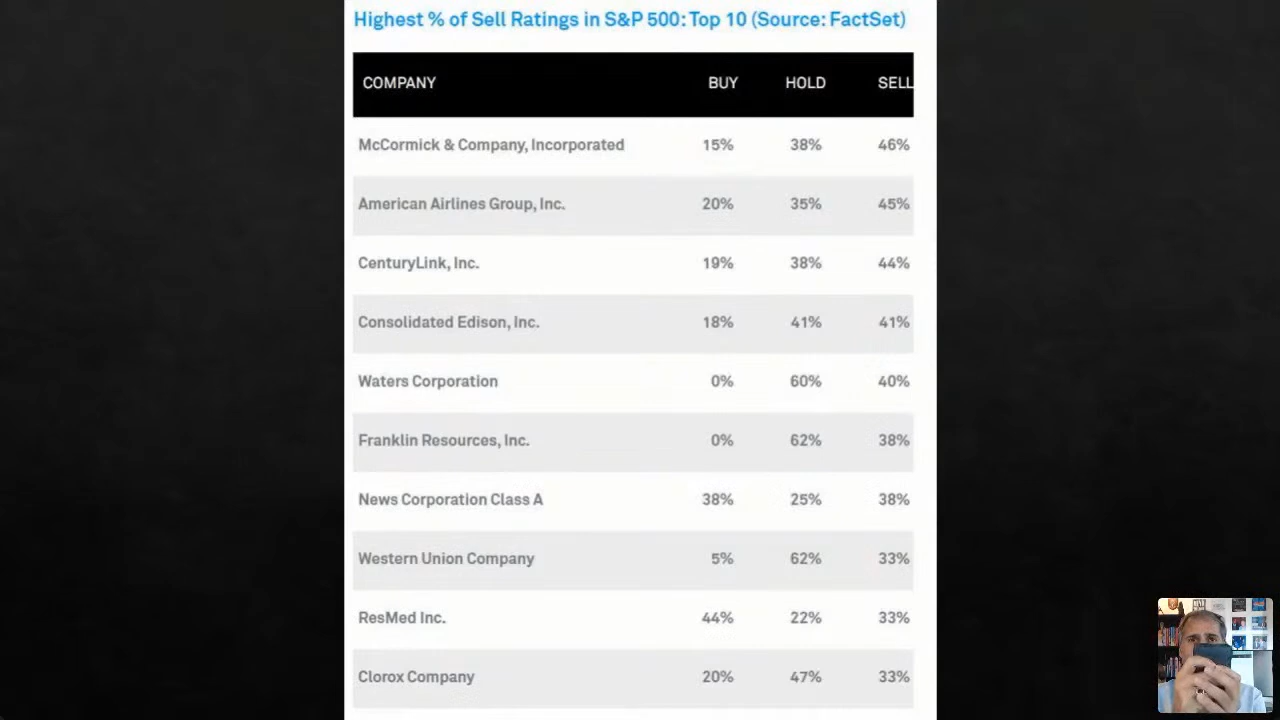 Highest % of Sell Ratings in S&P 500: Top 10 (Source: FactSet)
COMPANY BUY HOLD SELL
McCormick & Company, Incorporated 15% 38% 46%
American Airlines Group, Inc. 20% 35% 45%
CenturyLink, Inc. 19% 38% 44%
Consolidated Edison, Inc. 18% 41% 41%
Waters Corporation 0% 60% 40%
Franklin Resources, Inc. 0% 62% 38%
News Corporation Class A 38% 25% 38%
Western Union Company 5% 62% 33%
ResMed Inc. 44% 22% 33%
Clorox Company 20% 47% 33%